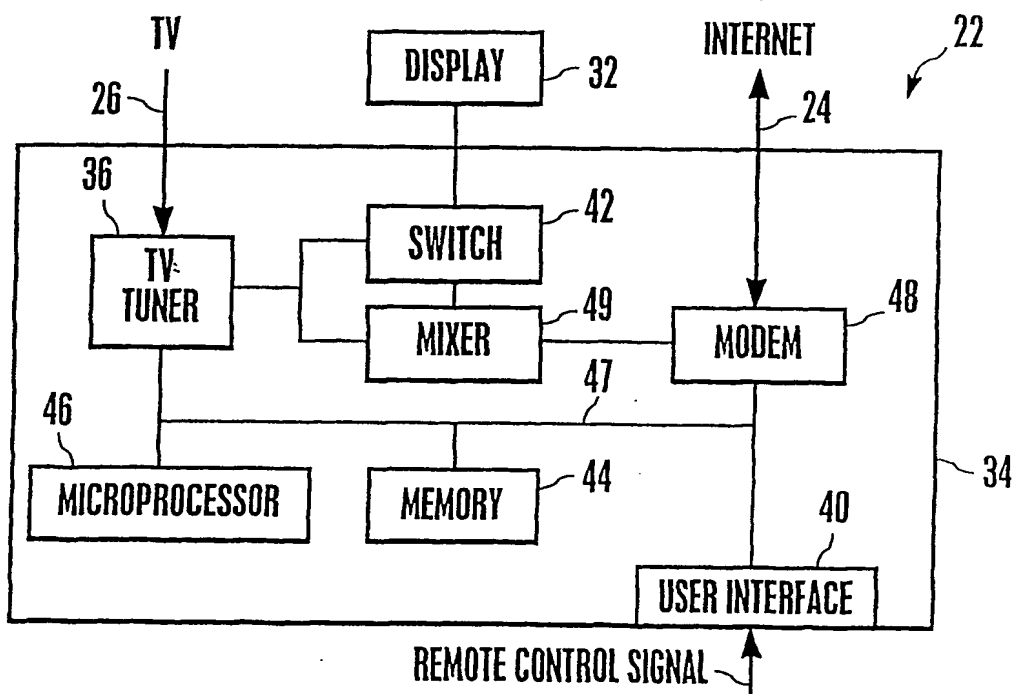 TV
DISPLAY
32
INTERNET
22
26
24
36
TV
TUNER
SWITCH
42
MIXER
49
MODEM
48
47
46
MICROPROCESSOR
MEMORY
44
34
40
USER INTERFACE
REMOTE CONTROL SIGNAL